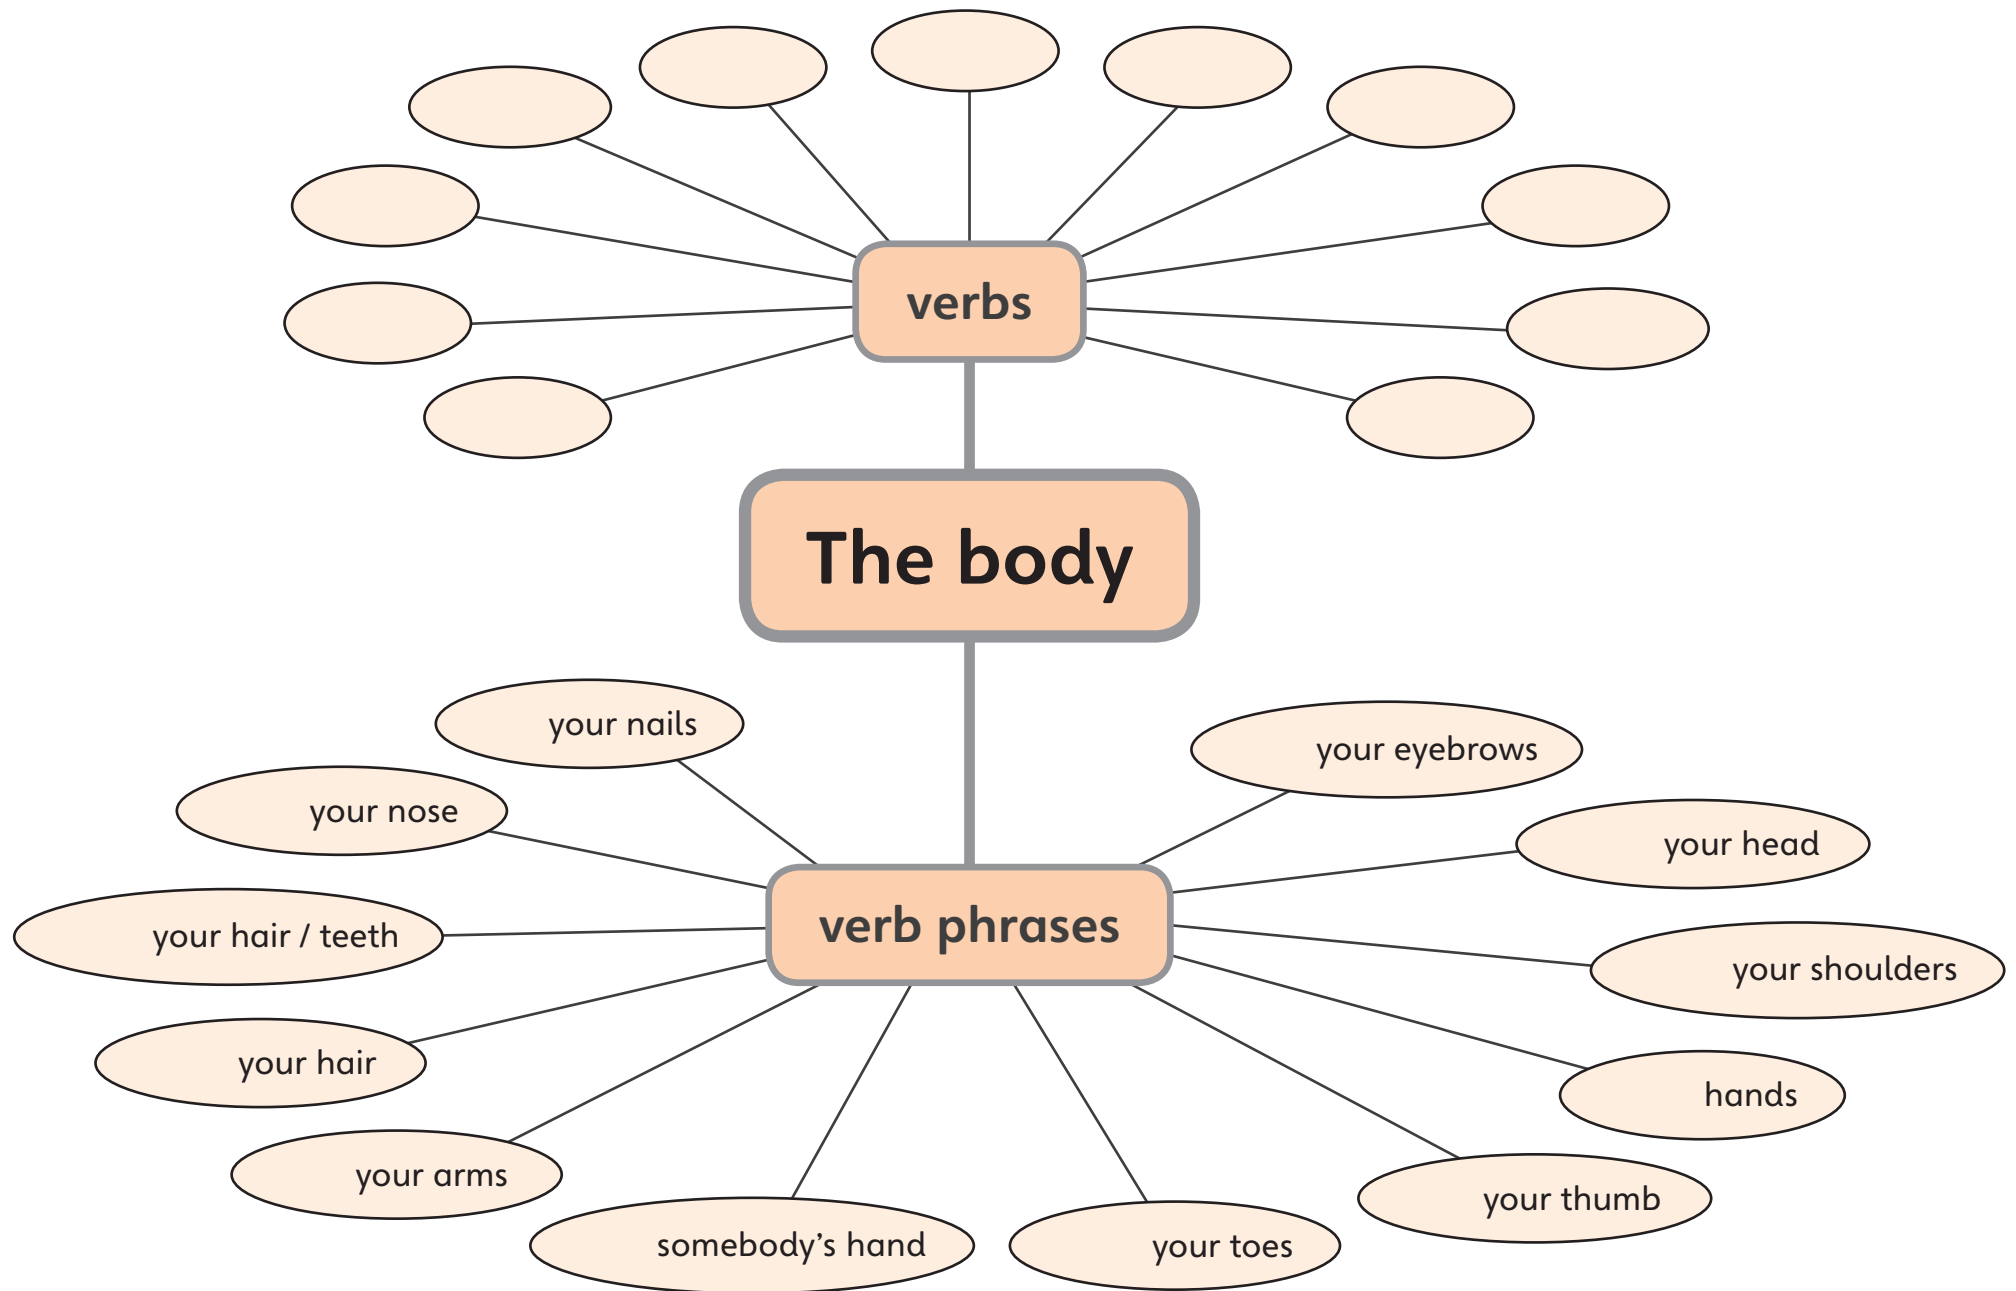 verbs
The body
your nails
your eyebrows
your nose
your head
your hair / teeth
verb phrases
your shoulders
your hair
hands
your arms
your thumb
somebody’s hand
your toes